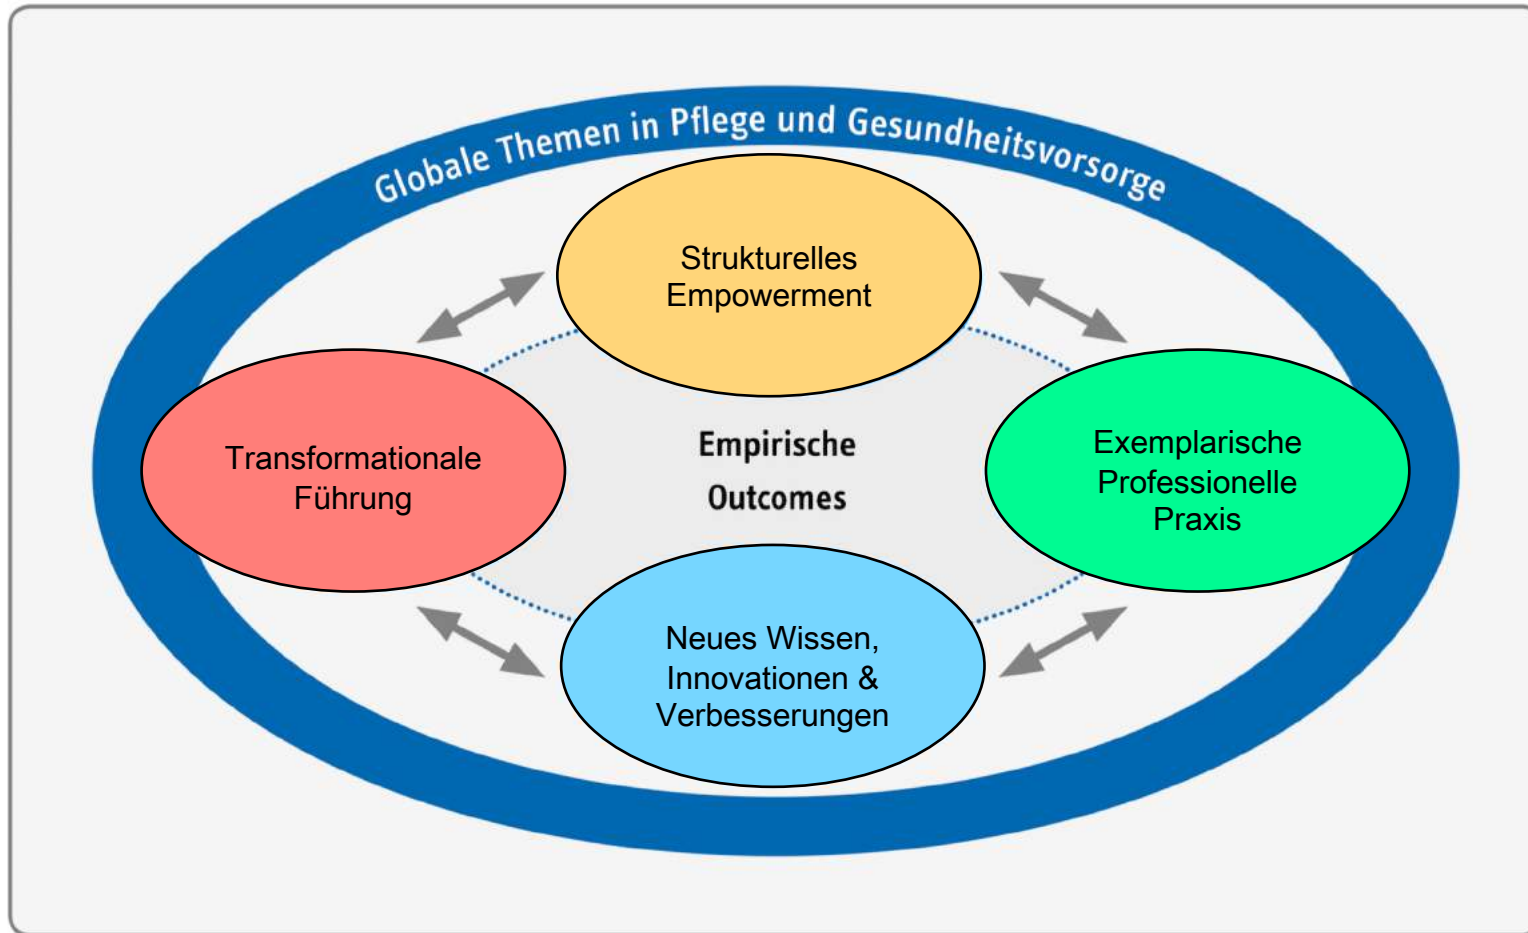 Globale Themen in Pflege und Gesundheitsvorsorge
Strukturelles
Empowerment
Transformationale
Führung
Empirische
Outcomes
Exemplarische
Professionelle
Praxis
Neues Wissen,
Innovationen &
Verbesserungen